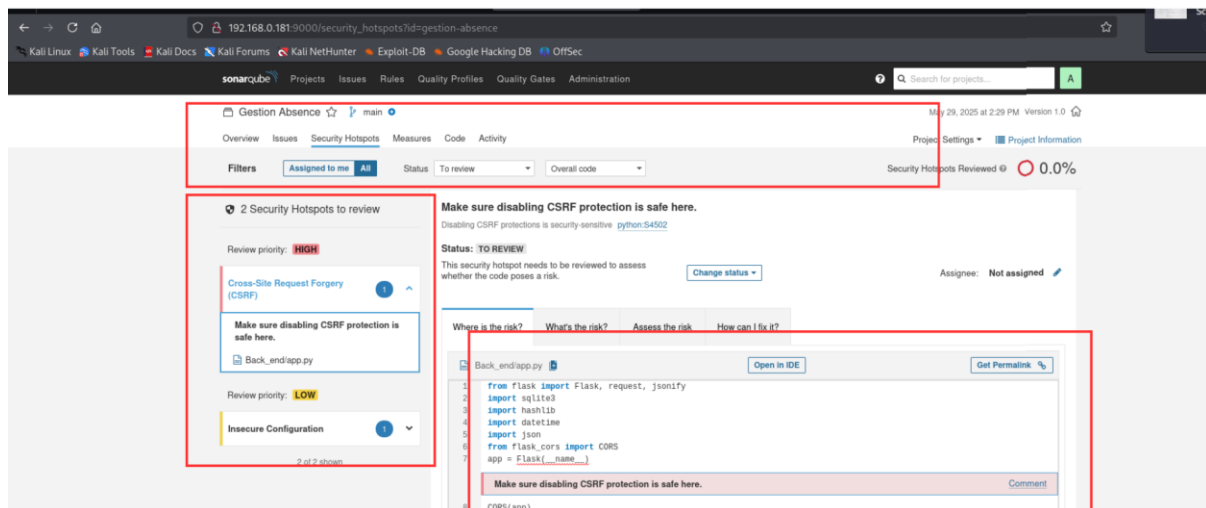 192.168.0.181:9000/security_hotspots?id=gestion-absence
Kali Linux Kali Tools Kali Docs Kali Forums Kali NetHunter Exploit-DB Google Hacking DB OffSec
sonarqube Projects Issues Rules Quality Profiles Quality Gates Administration Search for projects... A
Gestion Absence main May 29, 2025 at 2:29 PM Version 1.0
Overview Issues Security Hotspots Measures Code Activity Project Settings Project Information
Filters Assigned to me All Status To review Overall code Security Hotspots Reviewed 0.0%
2 Security Hotspots to review
Review priority: HIGH
Cross-Site Request Forgery (CSRF) 1
Make sure disabling CSRF protection is safe here.
Back_end/app.py
Review priority: LOW
Insecure Configuration 1
2 of 2 shown
Make sure disabling CSRF protection is safe here.
Disabling CSRF protections is security-sensitive python:S4502
Status: TO REVIEW
This security hotspot needs to be reviewed to assess
whether the code poses a risk.
Change status
Assignee: Not assigned
Where is the risk? What's the risk? Assess the risk How can I fix it?
Back_end/app.py Open in IDE Get Permalink
1 from flask import Flask, request, jsonify
2 import sqlite3
3 import hashlib
4 import datetime
5 import json
6 from flask_cors import CORS
7 app = Flask(__name__)
Make sure disabling CSRF protection is safe here. Comment
8 CORS(app)